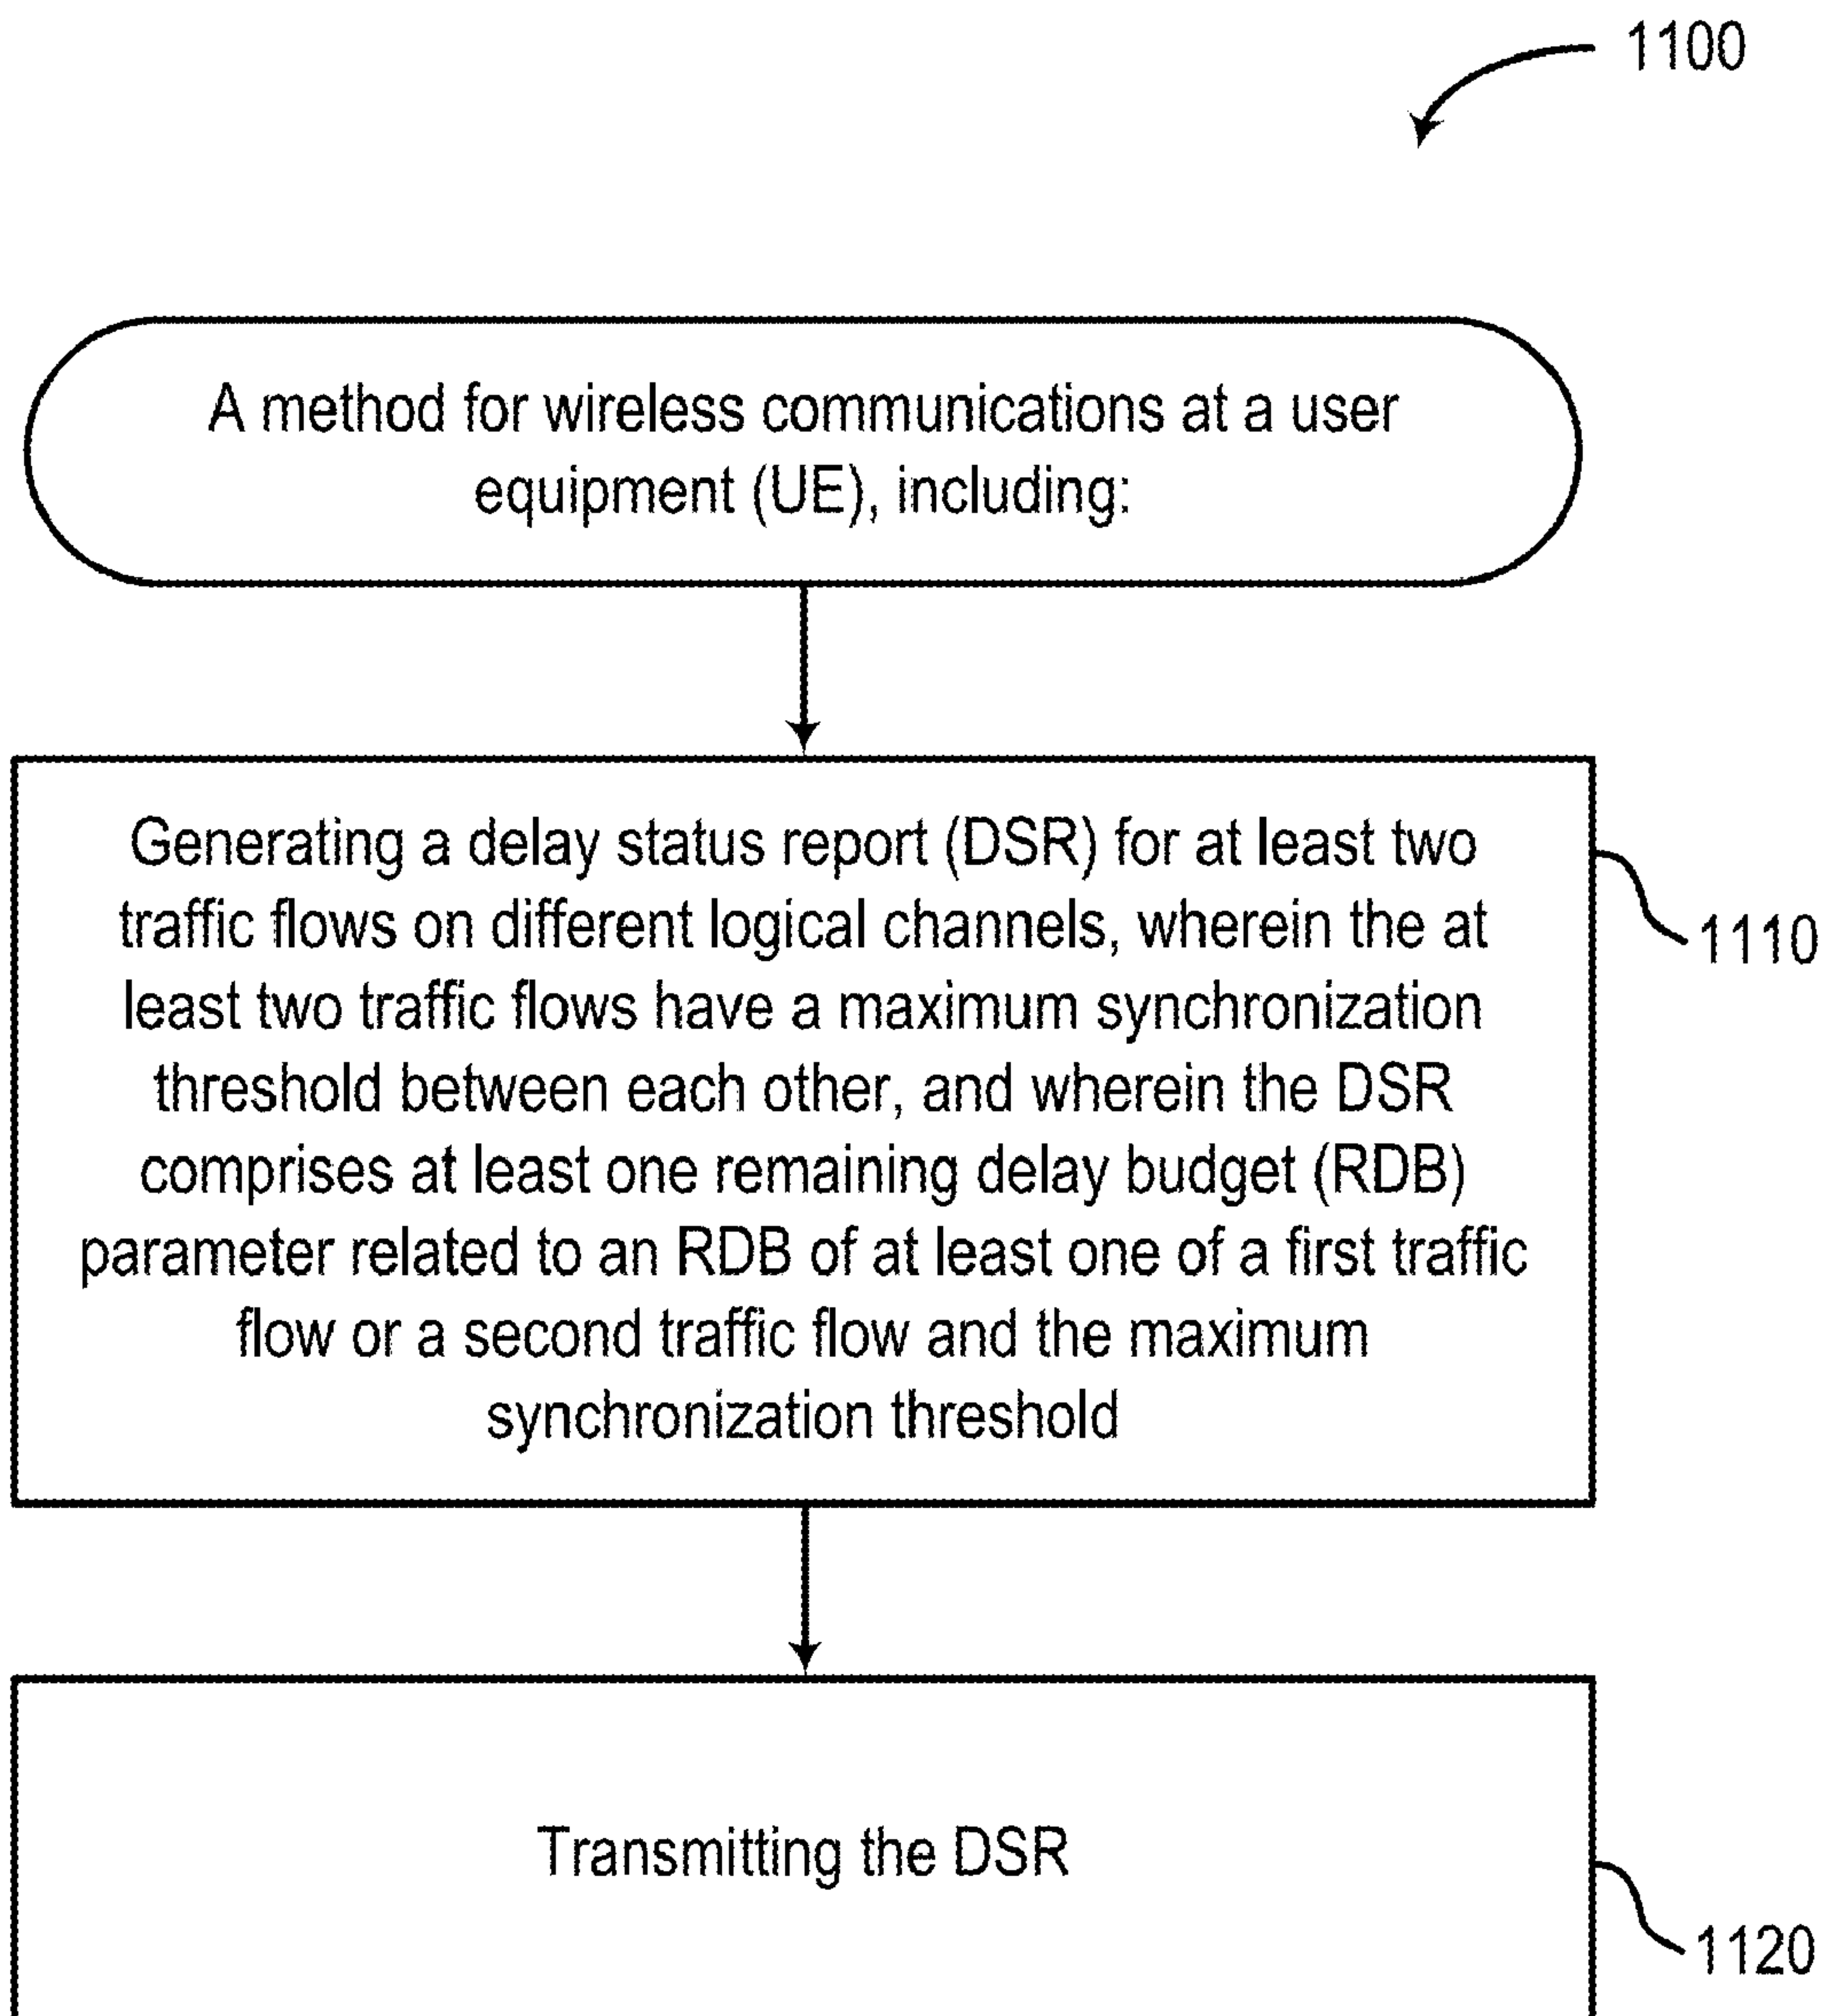 1100
A method for wireless communications at a user
equipment (UE), including:
Generating a delay status report (DSR) for at least two
traffic flows on different logical channels, wherein the at
least two traffic flows have a maximum synchronization
threshold between each other, and wherein the DSR
comprises at least one remaining delay budget (RDB)
parameter related to an RDB of at least one of a first traffic
flow or a second traffic flow and the maximum
synchronization threshold
1110
Transmitting the DSR
1120